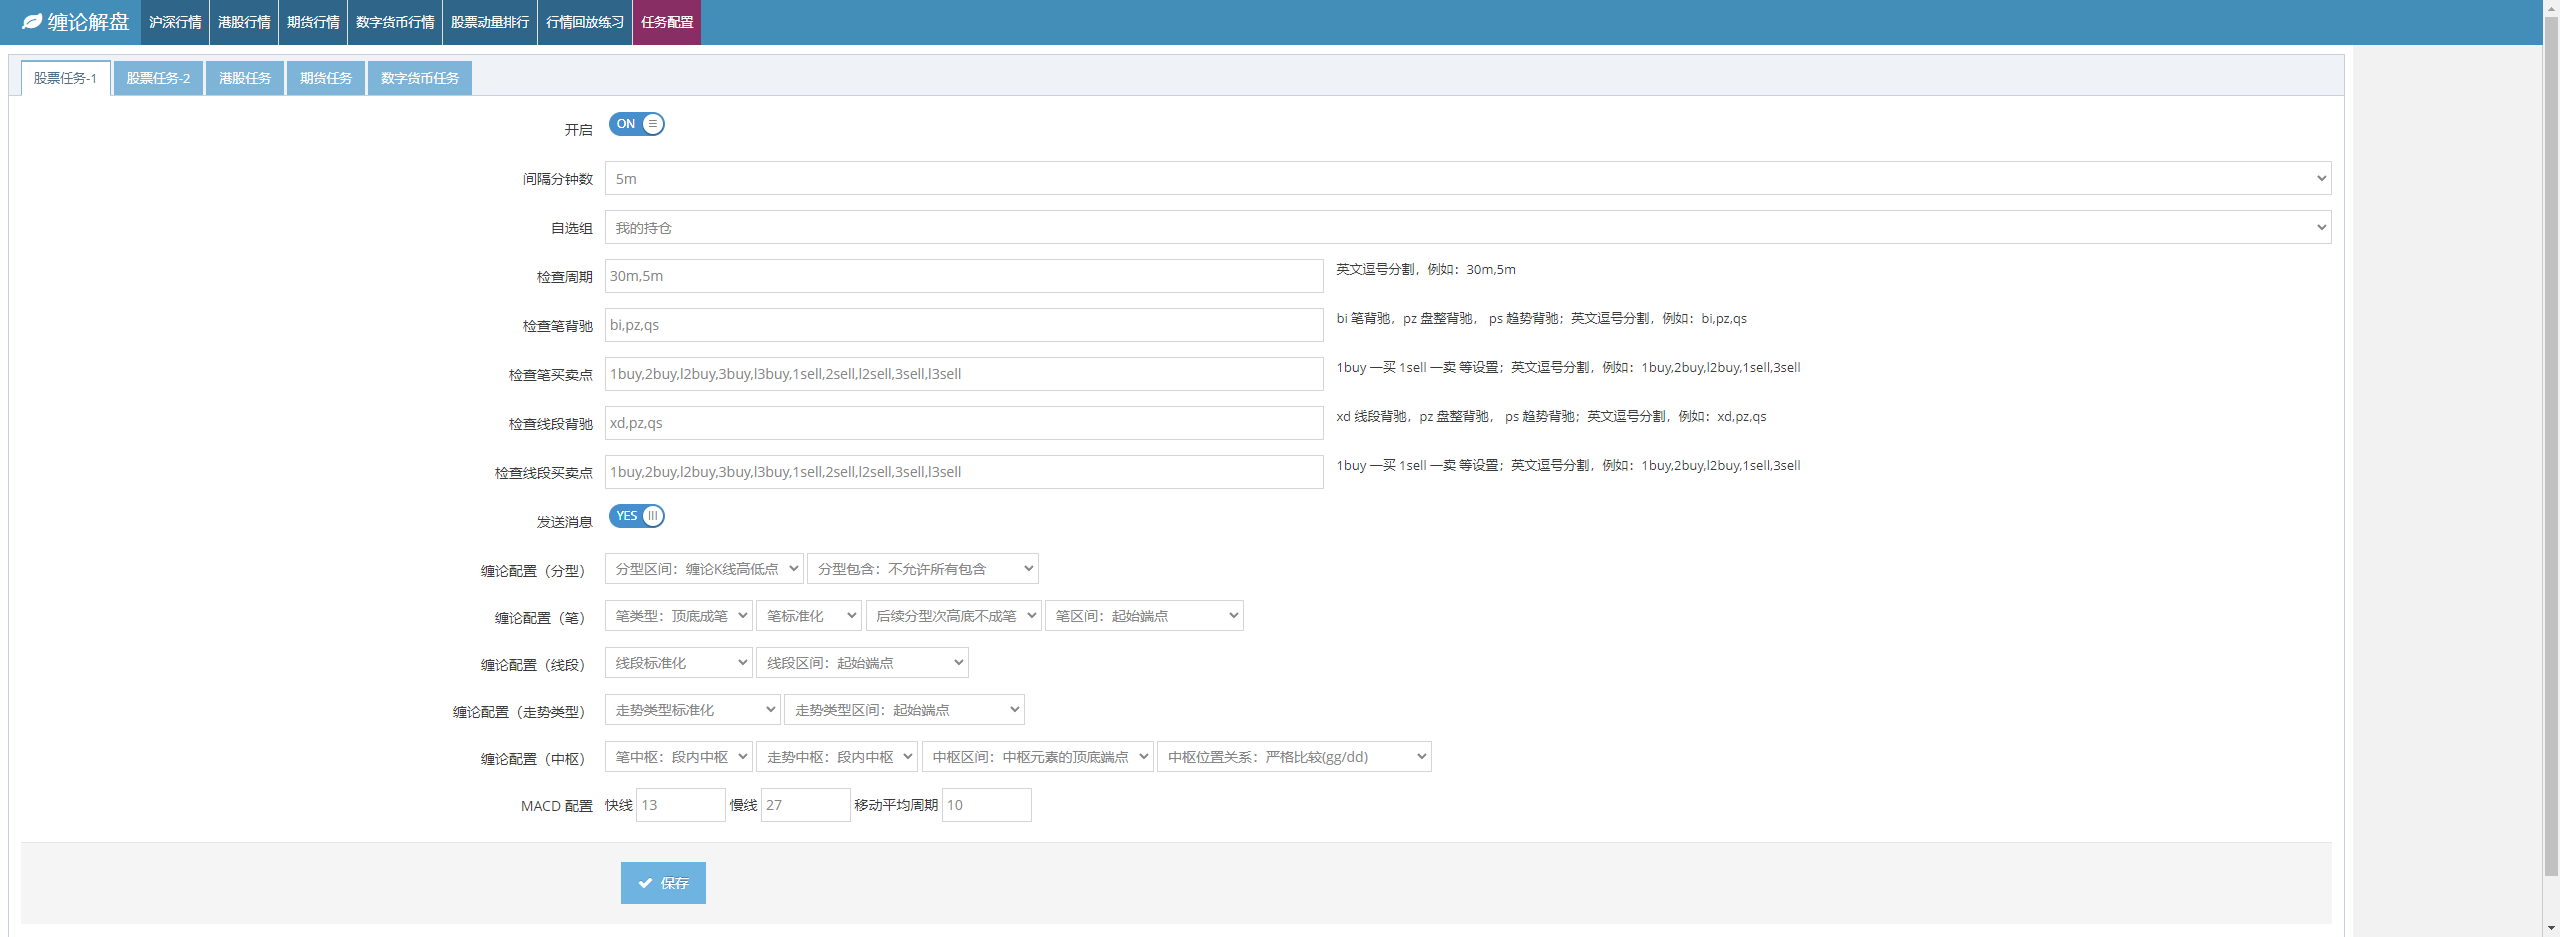 缠论解盘 沪深行情 港股行情 期货行情 数字货币行情 股票动量排行 行情回放练习 任务配置
股票任务-1 股票任务-2 港股任务 期货任务 数字货币任务
开启 ON
间隔分钟数 5m
自选组 我的持仓
检查周期 30m,5m 英文逗号分割，例如：30m,5m
检查笔背驰 bi,pz,qs bi 笔背驰，pz 盘整背驰， ps 趋势背驰；英文逗号分割，例如：bi,pz,qs
检查笔买卖点 1buy,2buy,l2buy,3buy,l3buy,1sell,2sell,l2sell,3sell,l3sell 1buy 一买 1sell 一卖 等设置；英文逗号分割，例如：1buy,2buy,l2buy,1sell,3sell
检查线段背驰 xd,pz,qs xd 线段背驰，pz 盘整背驰， ps 趋势背驰；英文逗号分割，例如：xd,pz,qs
检查线段买卖点 1buy,2buy,l2buy,3buy,l3buy,1sell,2sell,l2sell,3sell,l3sell 1buy 一买 1sell 一卖 等设置；英文逗号分割，例如：1buy,2buy,l2buy,1sell,3sell
发送消息 YES
缠论配置（分型） 分型区间：缠论K线高低点 分型包含：不允许所有包含
缠论配置（笔） 笔类型：顶底成笔 笔标准化 后续分型次高底不成笔 笔区间：起始端点
缠论配置（线段） 线段标准化 线段区间：起始端点
缠论配置（走势类型） 走势类型标准化 走势类型区间：起始端点
缠论配置（中枢） 笔中枢：段内中枢 走势中枢：段内中枢 中枢区间：中枢元素的顶底端点 中枢位置关系：严格比较(gg/dd)
MACD 配置 快线 13 慢线 27 移动平均周期 10
保存